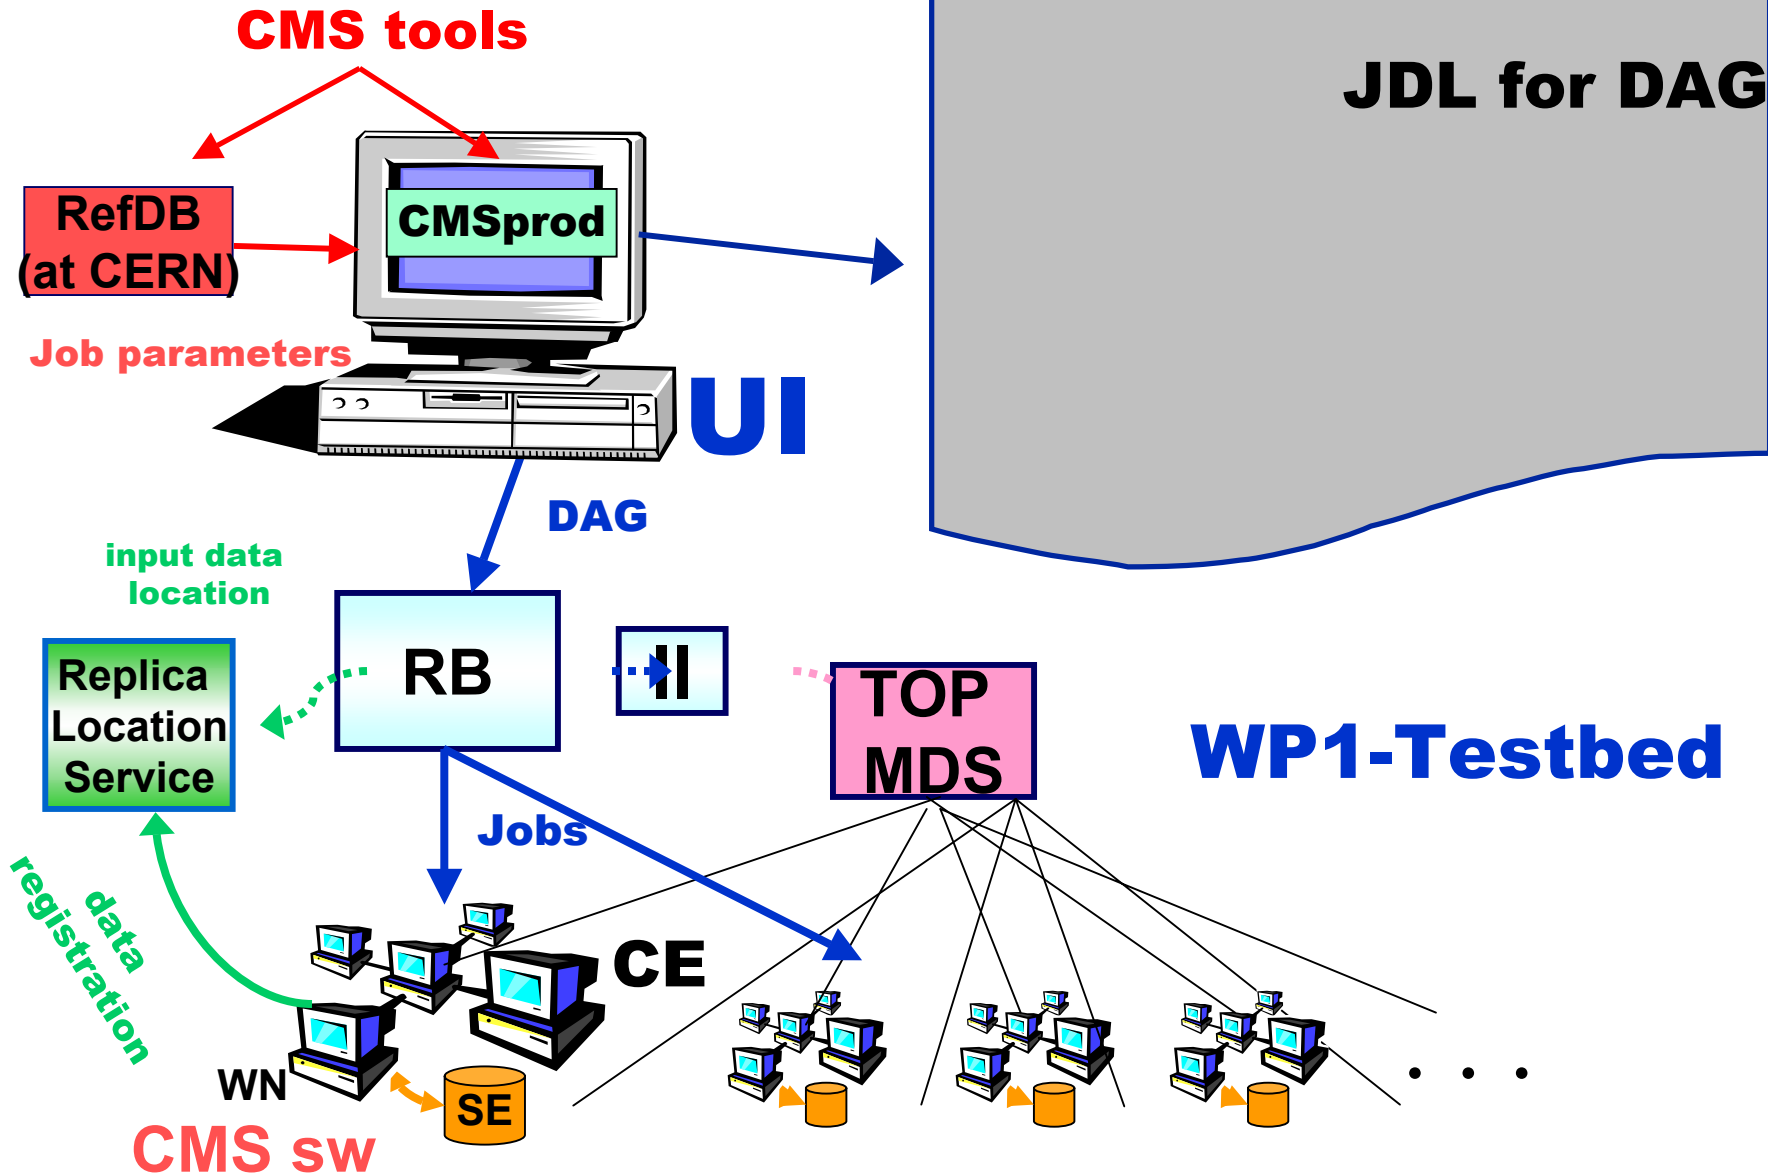 CMS tools
JDL for DAG
RefDB
(at CERN)
CMSprod
Job parameters
UI
DAG
input data
location
RB
II
Replica
Location
Service
TOP
MDS
WP1-Testbed
Jobs
data
registration
CE
WN
SE
CMS sw
. . .